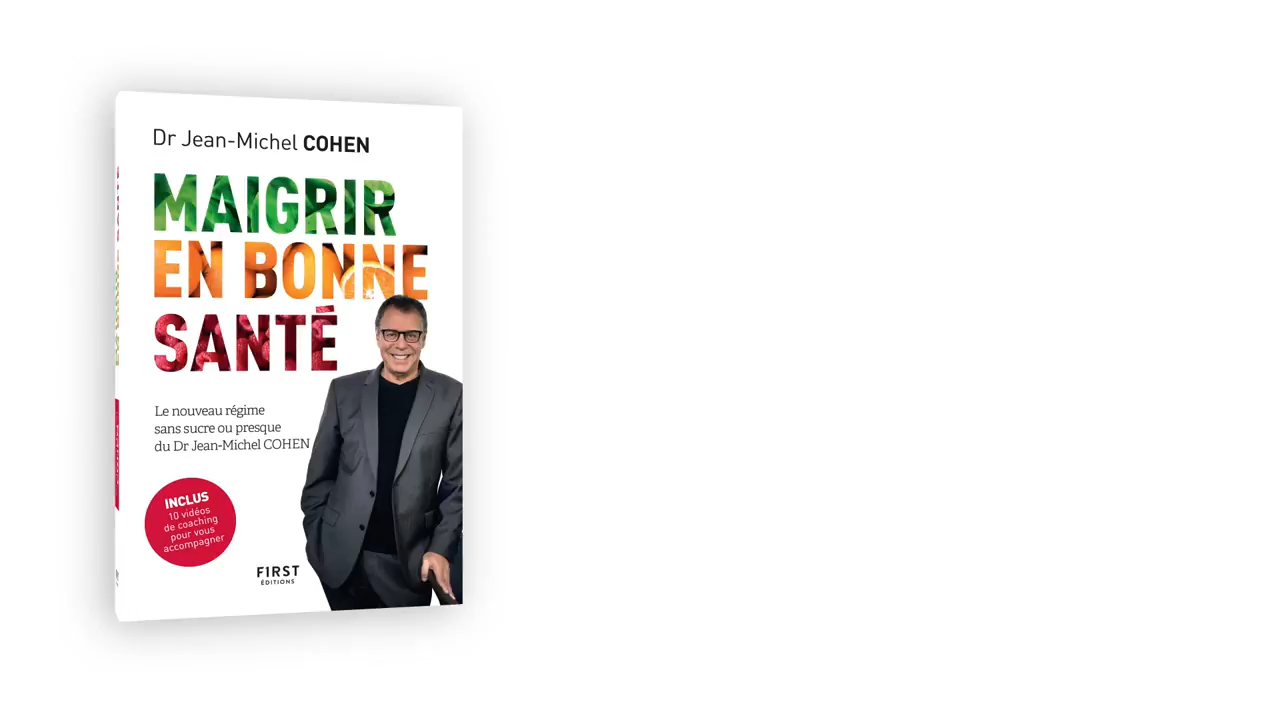 Dr Jean-Michel COHEN
MAIGRIR
EN BONNE
SANTÉ
Le nouveau régime
sans sucre ou presque
du Dr Jean-Michel COHEN
INCLUS
10 vidéos
de coaching
pour vous
accompagner
FIRST
ÉDITIONS